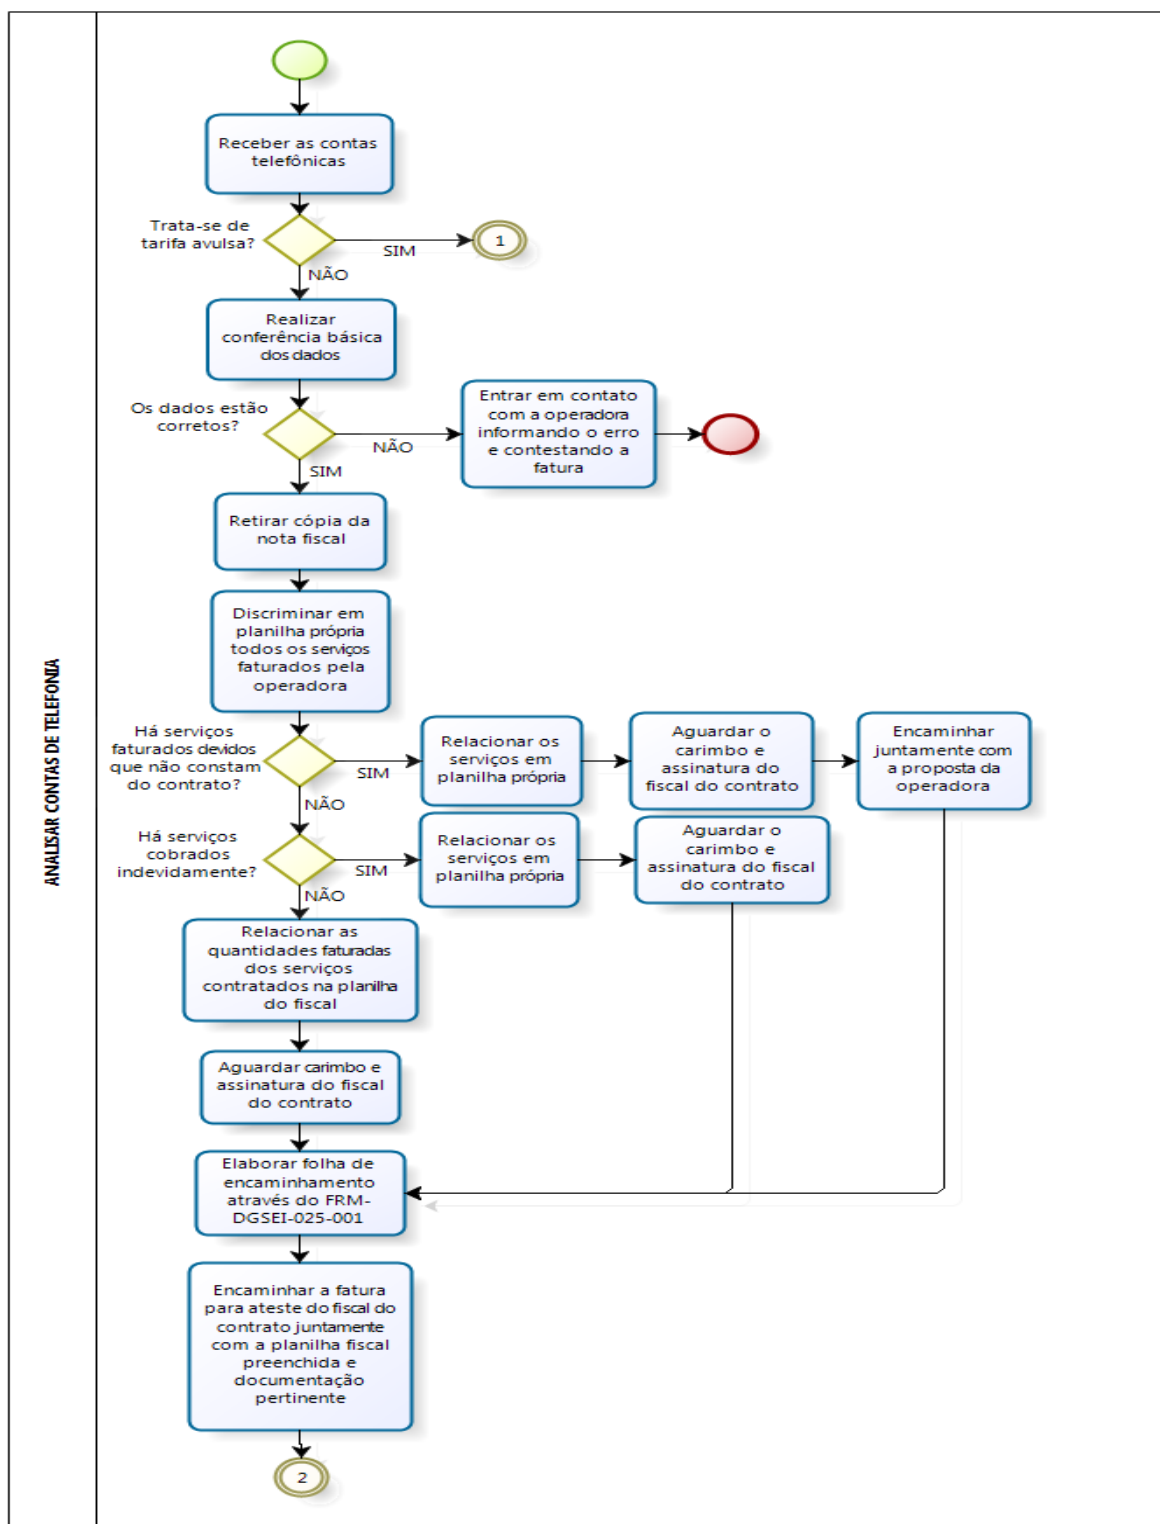 ANALISAR CONTAS DE TELEFONIA
Receber as contas
telefônicas
Trata-se de
tarifa avulsa?
SIM
1
NÃO
Realizar
conferência básica
dos dados
Os dados estão
corretos?
NÃO
Entrar em contato
com a operadora
informando o erro
e contestando a
fatura
SIM
Retirar cópia da
nota fiscal
Discriminar em
planilha própria
todos os serviços
faturados pela
operadora
Há serviços
faturados devidos
que não constam
do contrato?
SIM
Relacionar os
serviços em
planilha própria
Aguardar o
carimbo e
assinatura do
fiscal do contrato
Encaminhar
juntamente com
a proposta da
operadora
NÃO
Há serviços
cobrados
indevidamente?
SIM
Relacionar os
serviços em
planilha própria
Aguardar o
carimbo e
assinatura do fiscal
do contrato
NÃO
Relacionar as
quantidades faturadas
dos serviços
contratados na planilha
do fiscal
Aguardar carimbo e
assinatura do fiscal
do contrato
Elaborar folha de
encaminhamento
através do FRM-
DGSEI-025-001
Encaminhar a fatura
para ateste do fiscal do
contrato juntamente
com a planilha fiscal
preenchida e
documentação
pertinente
2